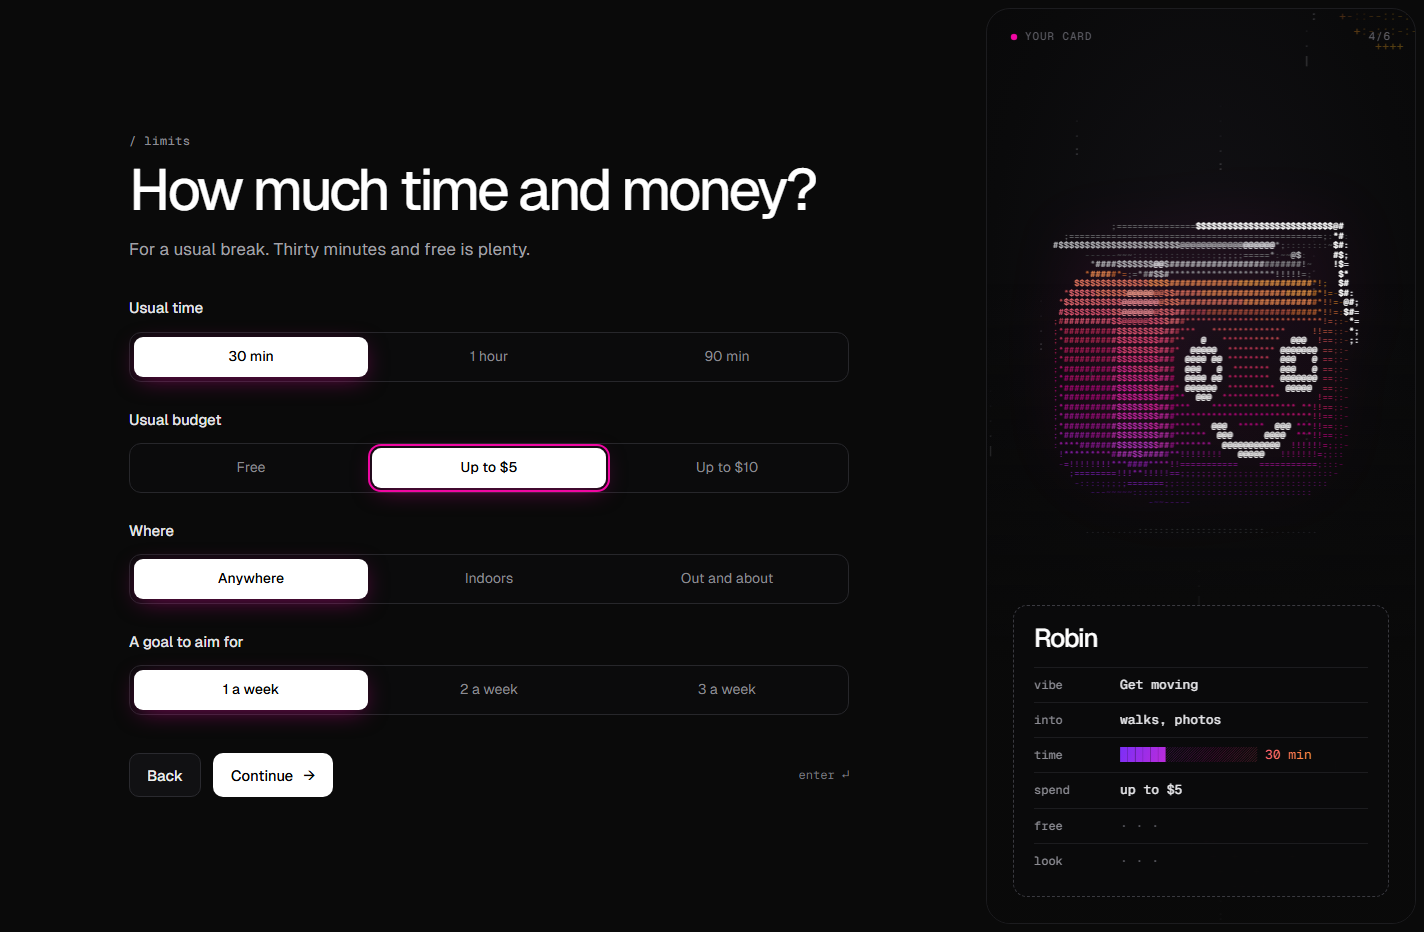 / limits
How much time and money?
For a usual break. Thirty minutes and free is plenty.
Usual time
30 min
1 hour
90 min
Usual budget
Free
Up to $5
Up to $10
Where
Anywhere
Indoors
Out and about
A goal to aim for
1 a week
2 a week
3 a week
Back
Continue →
enter ↵
YOUR CARD
4/6
Robin
vibe Get moving
into walks, photos
time 30 min
spend up to $5
free · · ·
look · · ·